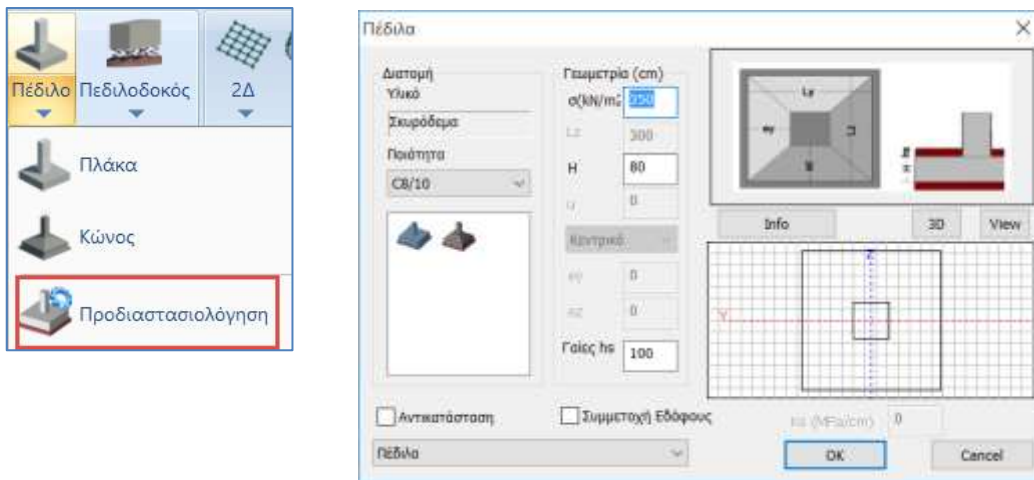 Πέδιλο Πεδιλοδοκός 2Δ
Πλάκα
Κώνος
Προδιαστασιολόγηση
Πέδιλα
Διατομή
Υλικό
Σκυρόδεμα
Ποιότητα
C8/10
Γεωμετρία (cm)
σ(kN/m² 250
Lz 300
H 80
u 0
Κεντρικό
ey 0
ez 0
Γαίες hs 100
Ly
ey
Lz
H
Info 3D View
Z
Y
Αντικατάσταση Συμμετοχή Εδάφους
Ks (MPa/cm) 0
Πέδιλα
OK Cancel